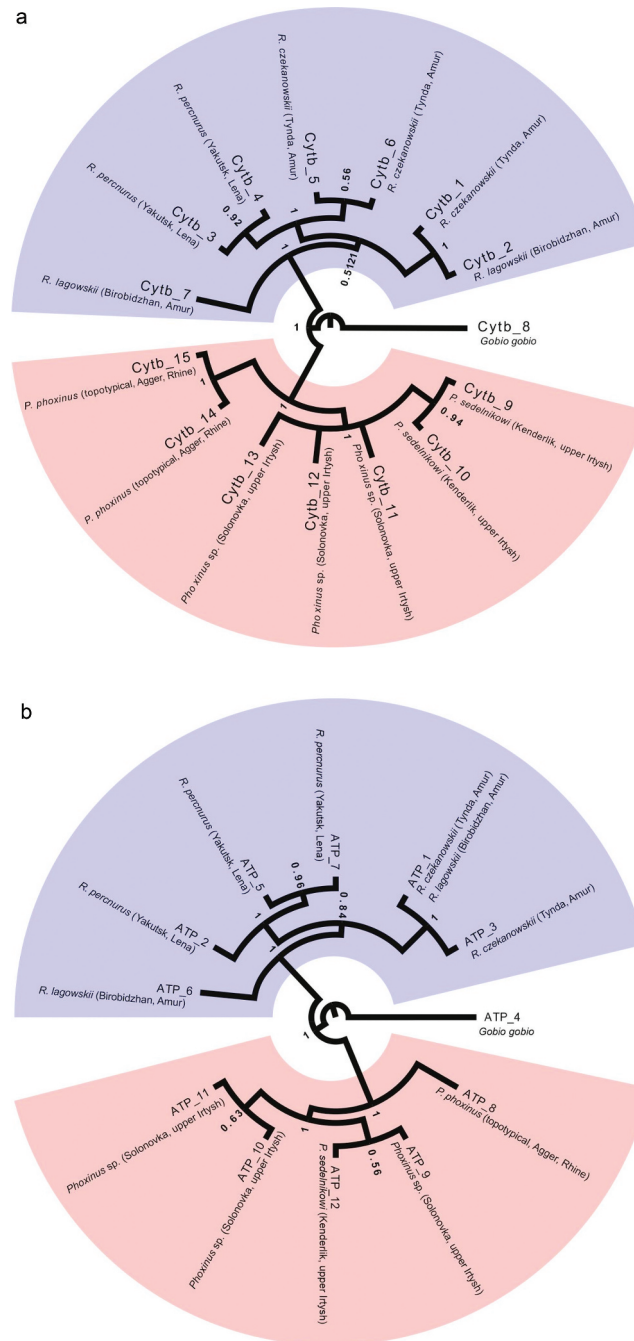 a
R. lagowskii (Birobidzhan, Amur)
Cytb_7
R. percnurus (Yakutsk, Lena)
Cytb_3
0.92
R. percnurus (Yakutsk, Lena)
Cytb_4
R. czekanowskii (Tynda, Amur)
Cytb_5
0.56
Cytb_6
R. czekanowskii (Tynda, Amur)
Cytb_1
R. czekanowskii (Tynda, Amur)
1
Cytb_2
R. lagowskii (Birobidzhan, Amur)
1
1
0.5121
1
Cytb_8
Gobio gobio
Cytb_15
P. phoxinus (topotypical, Agger, Rhine)
1
Cytb_14
P. phoxinus (topotypical, Agger, Rhine)
1
Cytb_13
Phoxinus sp. (Solonovka, upper Irtysh)
Cytb_12
Phoxinus sp. (Solonovka, upper Irtysh)
1
Cytb_11
Phoxinus sp. (Solonovka, upper Irtysh)
Cytb_10
P. sedelnikowi (Kenderlik, upper Irtysh)
0.94
Cytb_9
P. sedelnikowi (Kenderlik, upper Irtysh)
b
R. lagowskii (Birobidzhan, Amur)
ATP_6
R. percnurus (Yakutsk, Lena)
ATP_2
R. percnurus (Yakutsk, Lena)
ATP_5
0.96
R. percnurus (Yakutsk, Lena)
ATP_7
ATP_1
R. czekanowskii (Tynda, Amur)
R. lagowskii (Birobidzhan, Amur)
1
ATP_3
R. czekanowskii (Tynda, Amur)
1
0.84
1
1
ATP_4
Gobio gobio
ATP_11
Phoxinus sp. (Solonovka, upper Irtysh)
0.63
ATP_10
Phoxinus sp. (Solonovka, upper Irtysh)
1
ATP_12
P. sedelnikowi (Kenderlik, upper Irtysh)
0.56
ATP_9
Phoxinus sp. (Solonovka, upper Irtysh)
1
ATP_8
P. phoxinus (topotypical, Agger, Rhine)